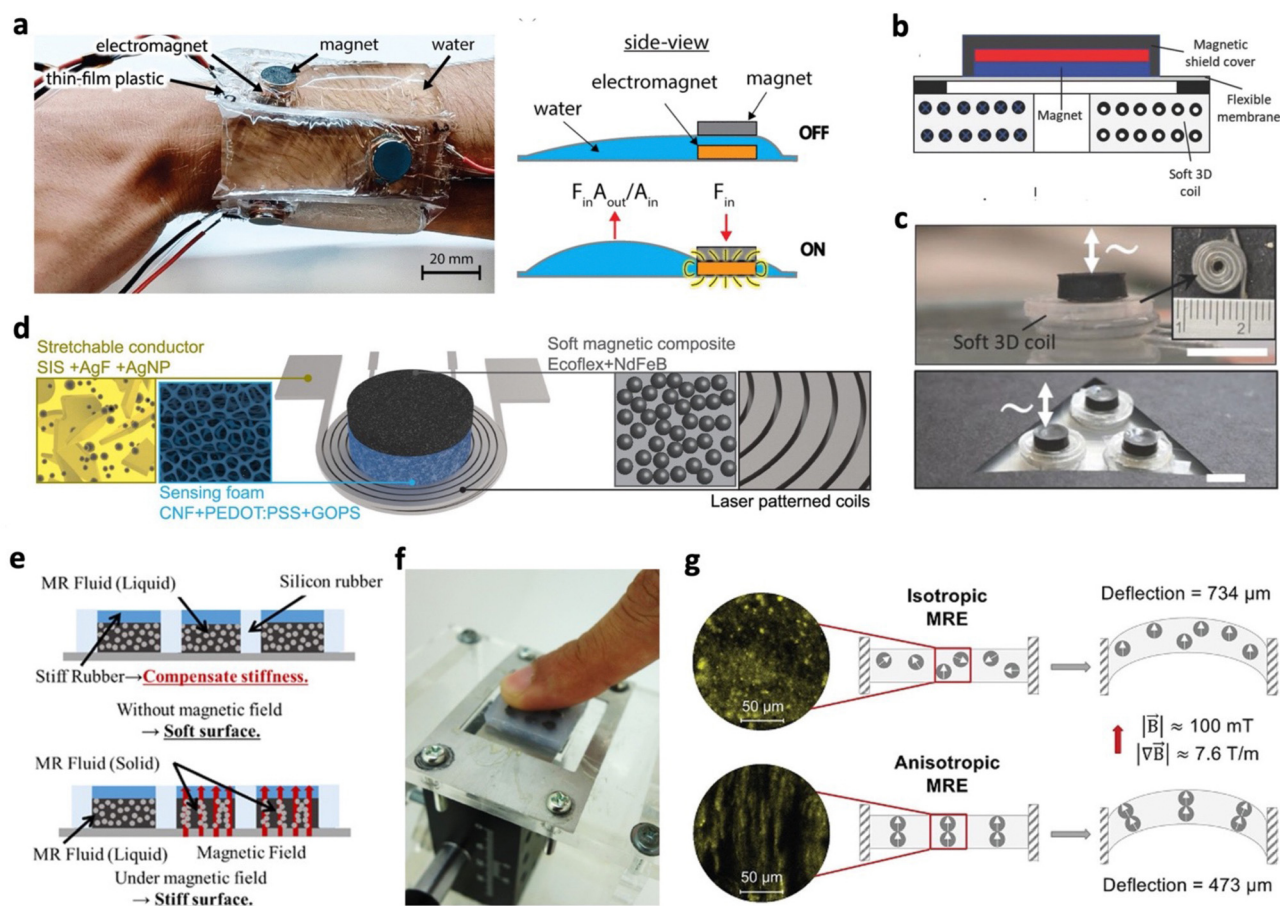 a
electromagnet
magnet
water
thin-film plastic
20 mm
side-view
electromagnet
magnet
water
OFF
FinAout/Ain
Fin
ON
b
Magnetic
shield cover
Flexible
membrane
Magnet
Soft 3D
coil
c
Soft 3D coil
1
2
d
Stretchable conductor
SIS +AgF +AgNP
Soft magnetic composite
Ecoflex+NdFeB
Sensing foam
CNF+PEDOT:PSS+GOPS
Laser patterned coils
e
MR Fluid (Liquid)
Silicon rubber
Stiff Rubber→Compensate stiffness.
Without magnetic field
→ Soft surface.
MR Fluid (Solid)
MR Fluid (Liquid)
Magnetic Field
Under magnetic field
→ Stiff surface.
f
g
Isotropic
MRE
50 µm
Deflection = 734 µm
|B⃗| ≈ 100 mT
|∇B⃗| ≈ 7.6 T/m
Anisotropic
MRE
50 µm
Deflection = 473 µm